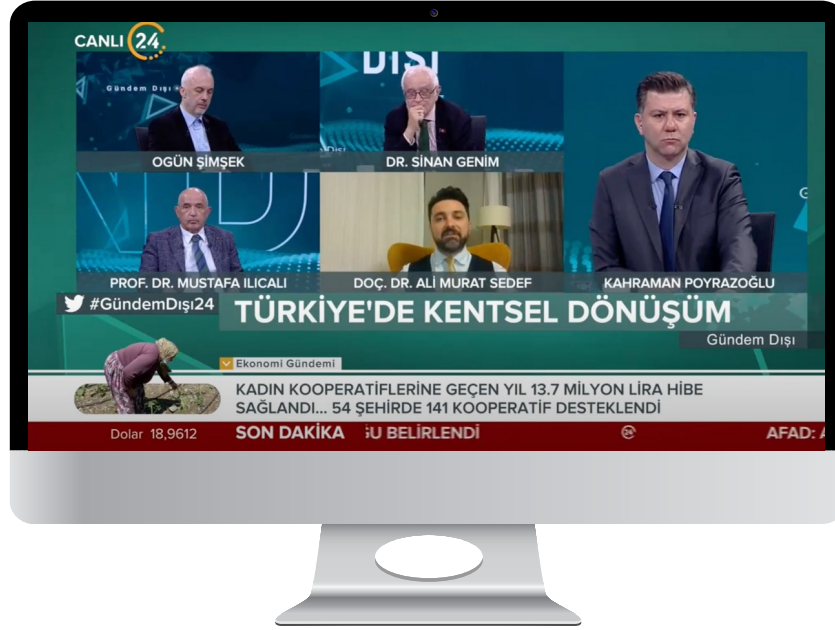 CANLI 24
Gündem Dışı
DIŞI
OGÜN ŞİMŞEK
DR. SİNAN GENİM
PROF. DR. MUSTAFA ILICALI
DOÇ. DR. ALİ MURAT SEDEF
KAHRAMAN POYRAZOĞLU
#GündemDışı24
TÜRKİYE'DE KENTSEL DÖNÜŞÜM
Gündem Dışı
Ekonomi Gündemi
KADIN KOOPERATİFLERİNE GEÇEN YIL 13.7 MİLYON LİRA HİBE
SAĞLANDI... 54 ŞEHİRDE 141 KOOPERATİF DESTEKLENDİ
Dolar 18,9612
SON DAKİKA
BELİRLENDİ
24
AFAD: